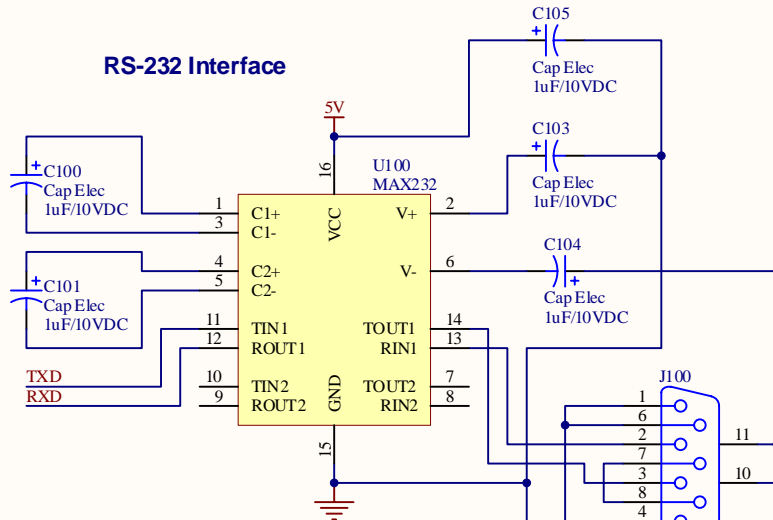 C105
+
Cap Elec
1uF/10VDC
RS-232 Interface
5V
C103
+
Cap Elec
1uF/10VDC
16
U100
MAX232
+
C100
Cap Elec
1uF/10VDC
1
C1+
VCC
V+
2
3
C1-
C104
+
Cap Elec
1uF/10VDC
4
C2+
V-
6
5
C2-
+
C101
Cap Elec
1uF/10VDC
11
TIN1
TOUT1
14
12
ROUT1
RIN1
13
TXD
RXD
10
TIN2
TOUT2
7
9
ROUT2
GND
RIN2
8
15
J100
1
6
2
7
3
8
4
11
10